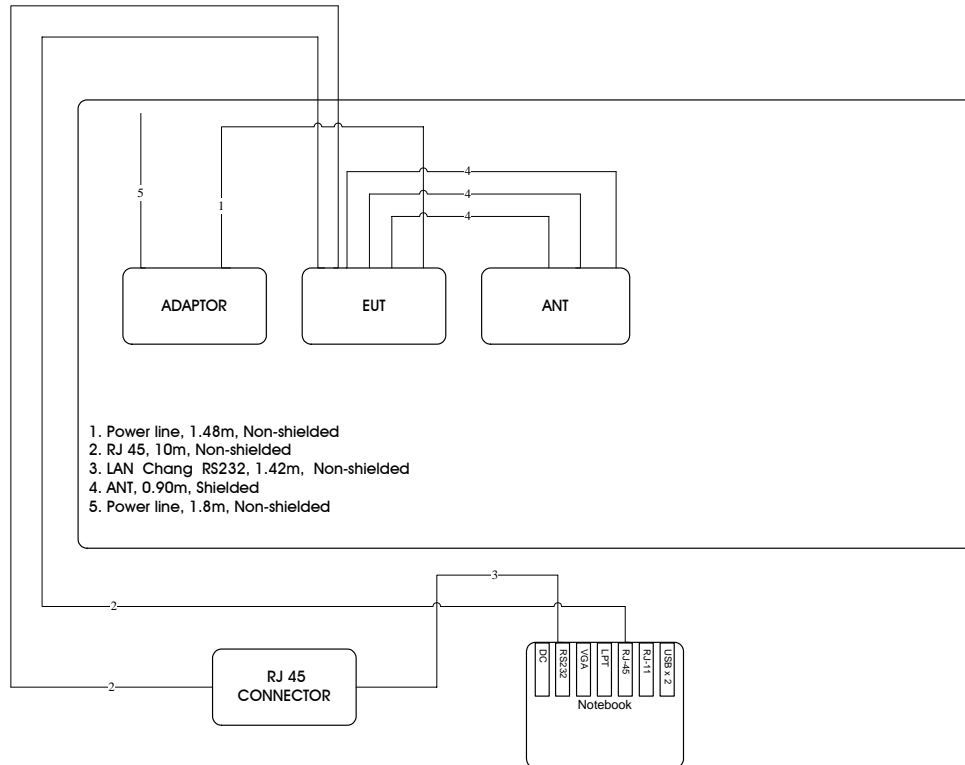 5
1
4
4
4
ADAPTOR
EUT
ANT
1. Power line, 1.48m, Non-shielded
2. RJ 45, 10m, Non-shielded
3. LAN Chang RS232, 1.42m, Non-shielded
4. ANT, 0.90m, Shielded
5. Power line, 1.8m, Non-shielded
3
2
RJ 45
CONNECTOR
2
DC
RS232
VGA
LPT
RJ-45
RJ-11
USB x 2
Notebook